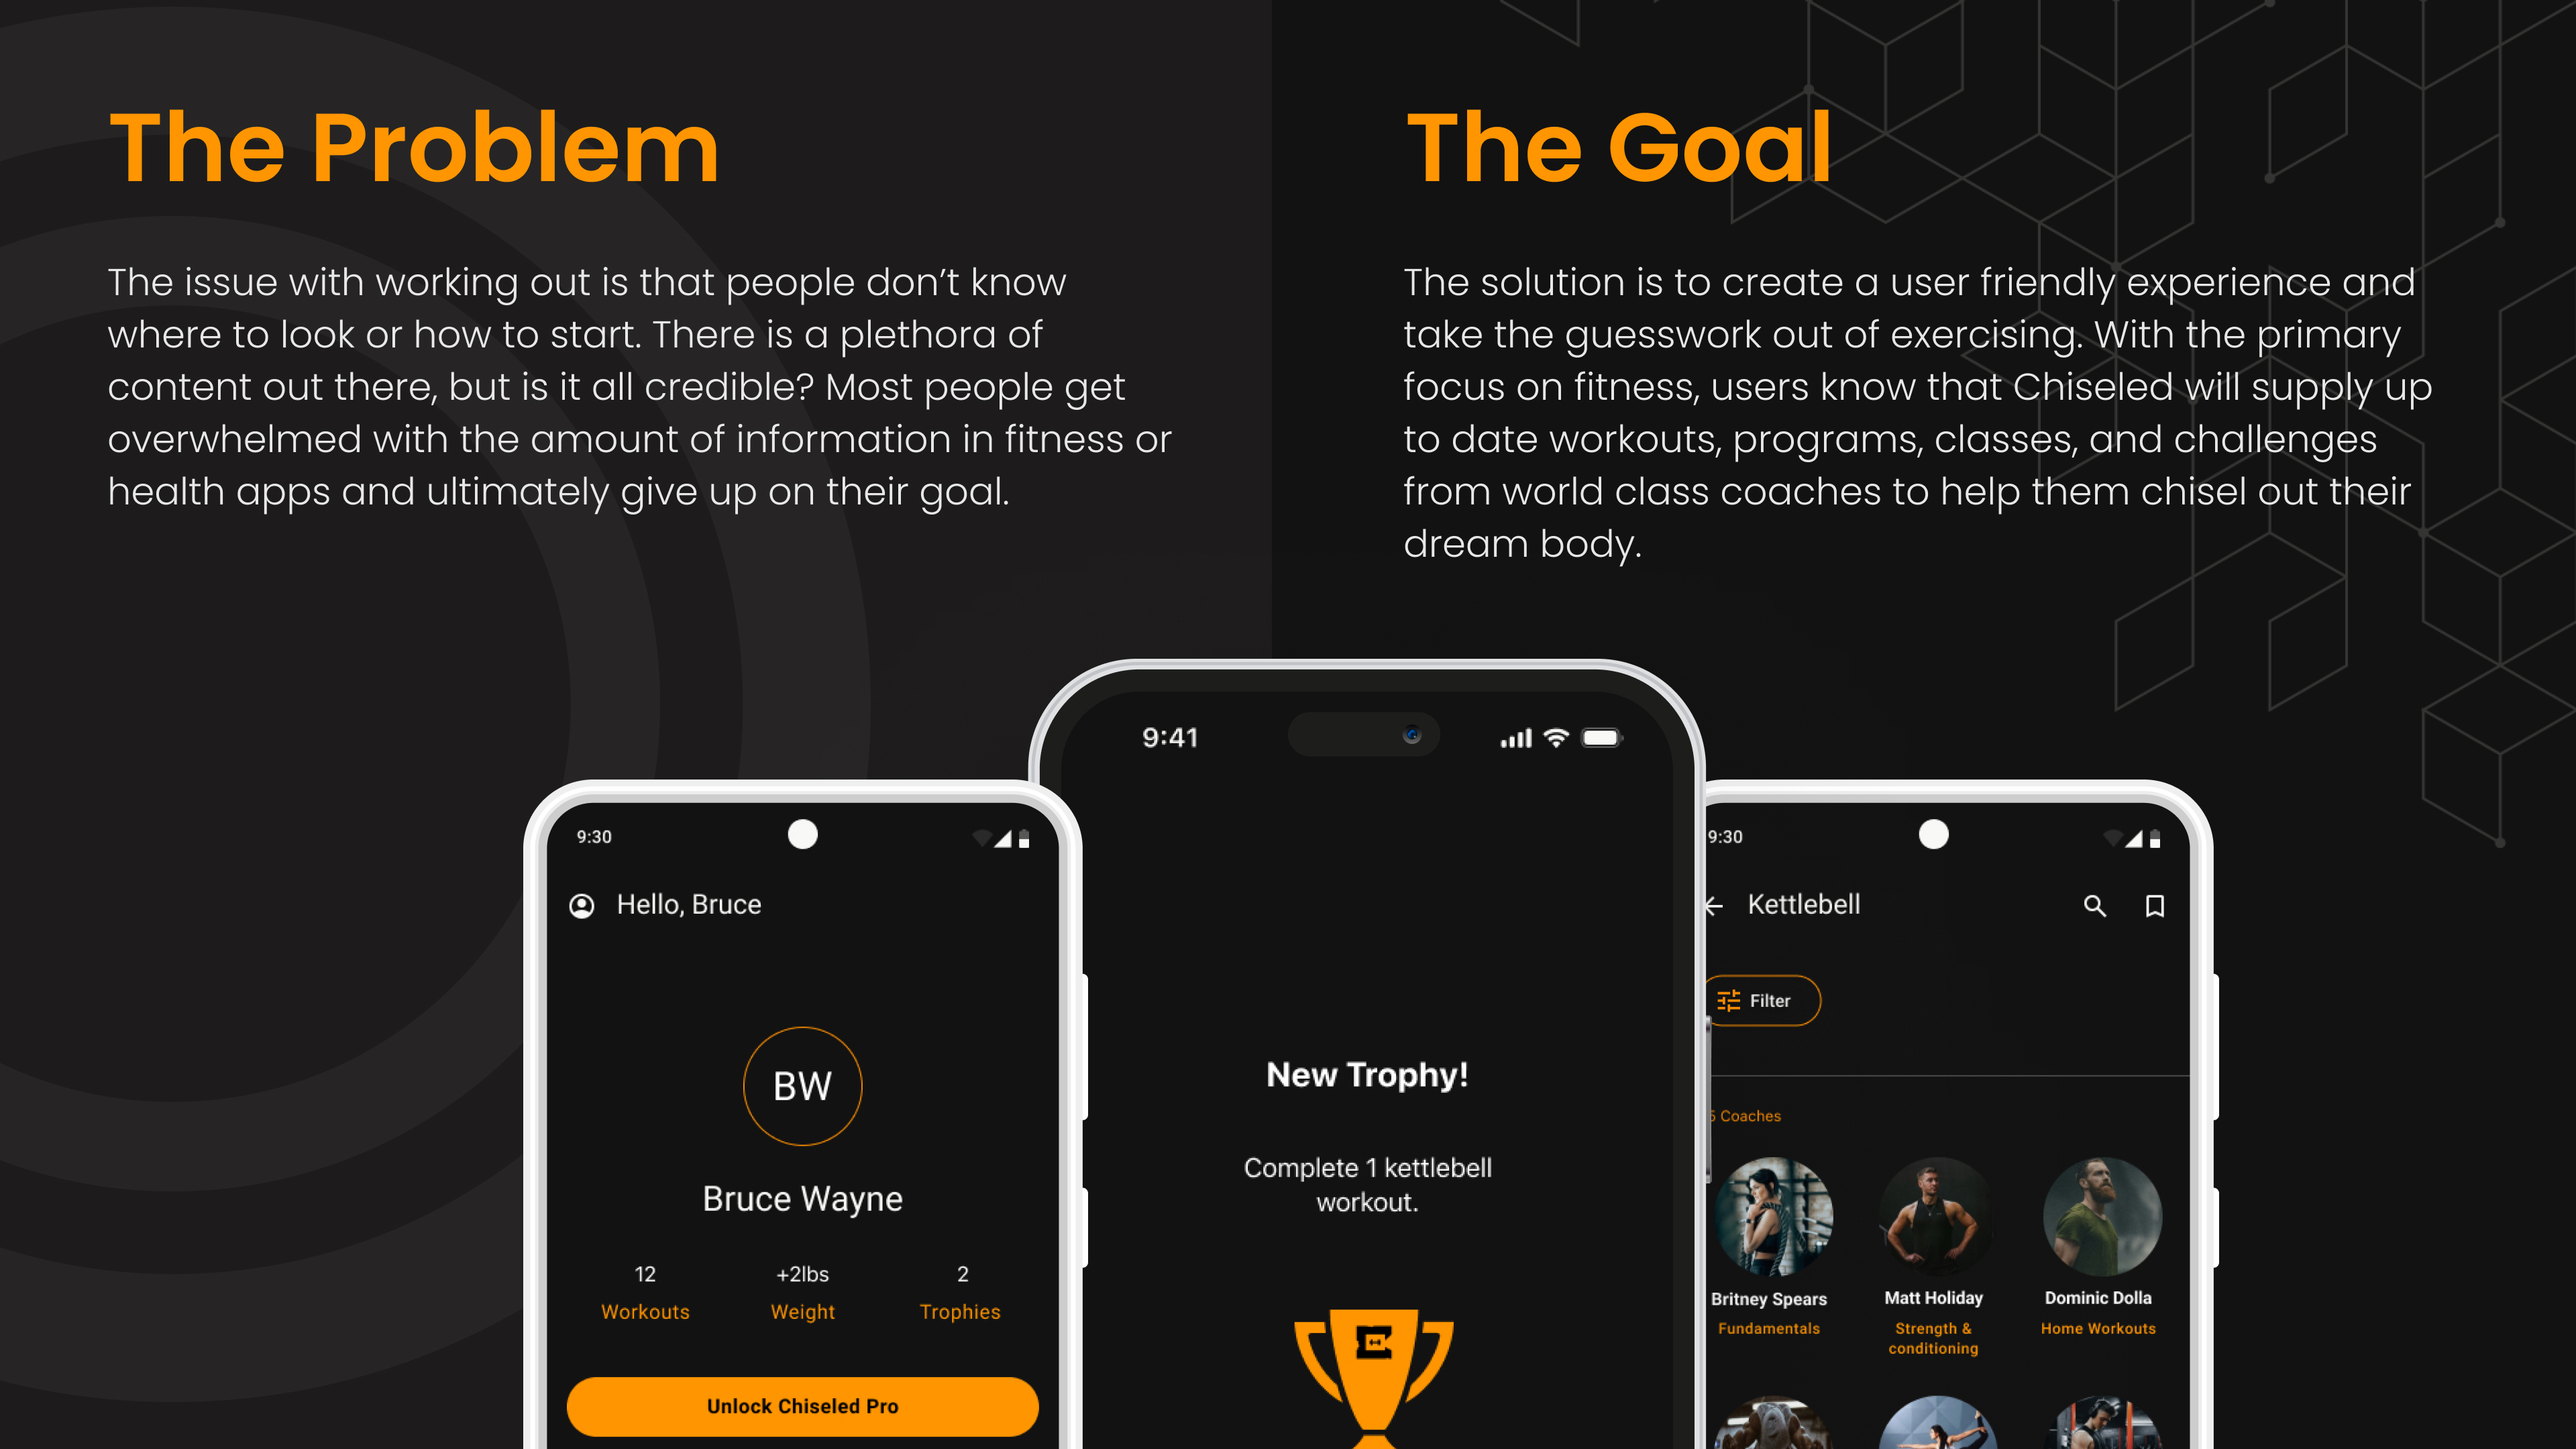 The Problem
The issue with working out is that people don’t know
where to look or how to start. There is a plethora of
content out there, but is it all credible? Most people get
overwhelmed with the amount of information in fitness or
health apps and ultimately give up on their goal.
The Goal
The solution is to create a user friendly experience and
take the guesswork out of exercising. With the primary
focus on fitness, users know that Chiseled will supply up
to date workouts, programs, classes, and challenges
from world class coaches to help them chisel out their
dream body.
9:30
Hello, Bruce
BW
Bruce Wayne
12 +2lbs 2
Workouts Weight Trophies
Unlock Chiseled Pro
9:41
New Trophy!
Complete 1 kettlebell
workout.
9:30
Kettlebell
Filter
Coaches
Britney Spears Matt Holiday Dominic Dolla
Fundamentals Strength & Home Workouts
conditioning